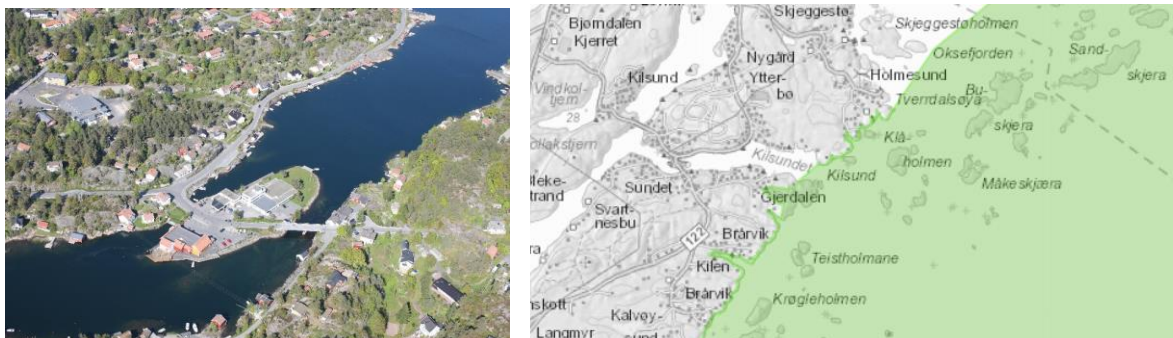 Skjeggestø
Bjørndalen
Kjerret
Skjeggestøholmen
Nygård
Ytter-
bø
Oksefjorden
Sand-
skjera
Kilsund
Holmesund
Vindkol-
tjern
28
Tverrdalsøya
Bu-
skjera
Klå-
holmen
Kilsundet
Måkeskjæra
Kilsund
Sundet
Gjerdalen
Svart-
nesbu
122
Brårvik
Teistholmane
Kilen
Brårvik
Krøgleholmen
Kalvøy-
sund
Langmyr